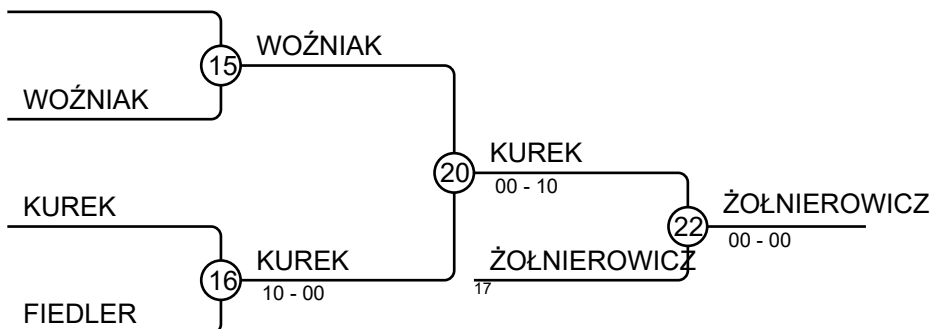 WOŹNIAK
15
WOŹNIAK
KUREK
20
00 - 10
KUREK
ŻOŁNIEROWICZ
22
00 - 00
KUREK
ŻOŁNIEROWICZ
16
10 - 00
17
FIEDLER